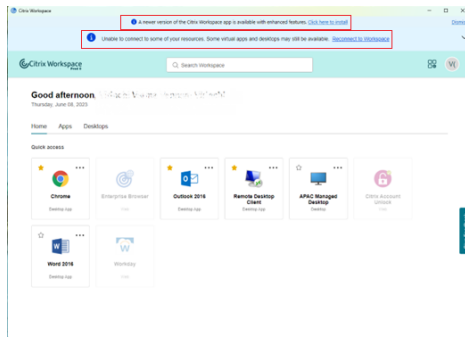 Citrix Workspace
A newer version of the Citrix Workspace app is available with enhanced features. Click here to install
Unable to connect to some of your resources. Some virtual apps and desktops may still be available. Reconnect to Workspace
Citrix Workspace
Search Workspace
Good afternoon,
Thursday, June 08, 2023
Home Apps Desktops
Quick access
Chrome
Desktop App
Enterprise Browser
Outlook 2016
Desktop App
Remote Desktop Client
Desktop App
APAC Managed Desktop
Desktop
Citrix Account Unlock
Word 2016
Desktop App
Workday